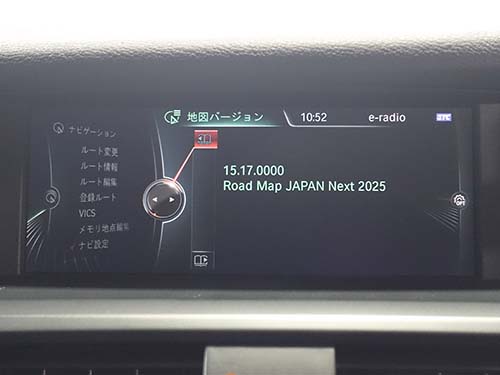 地図バージョン 10:52 e-radio ETC
ナビゲーション
ルート変更
ルート情報
ルート編集
登録ルート
VICS
メモリ地点編集
ナビ設定
15.17.0000
Road Map JAPAN Next 2025
OFF